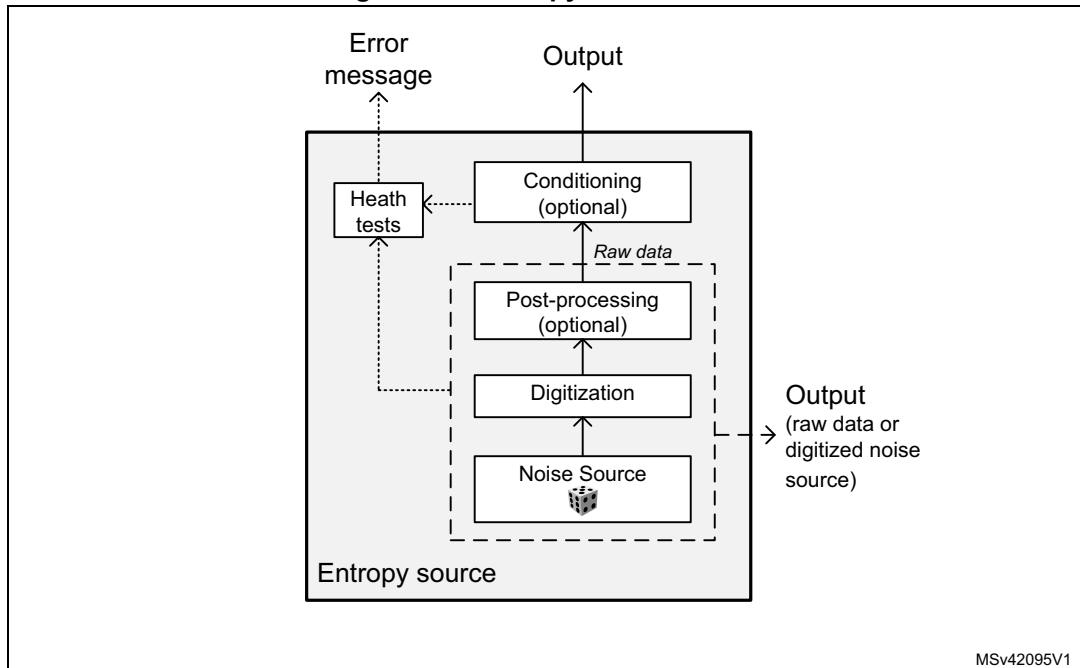 Error
message
Output
Conditioning
(optional)
Heath
tests
Raw data
Post-processing
(optional)
Digitization
Output
(raw data or
digitized noise
source)
Noise Source
Entropy source
MSv42095V1